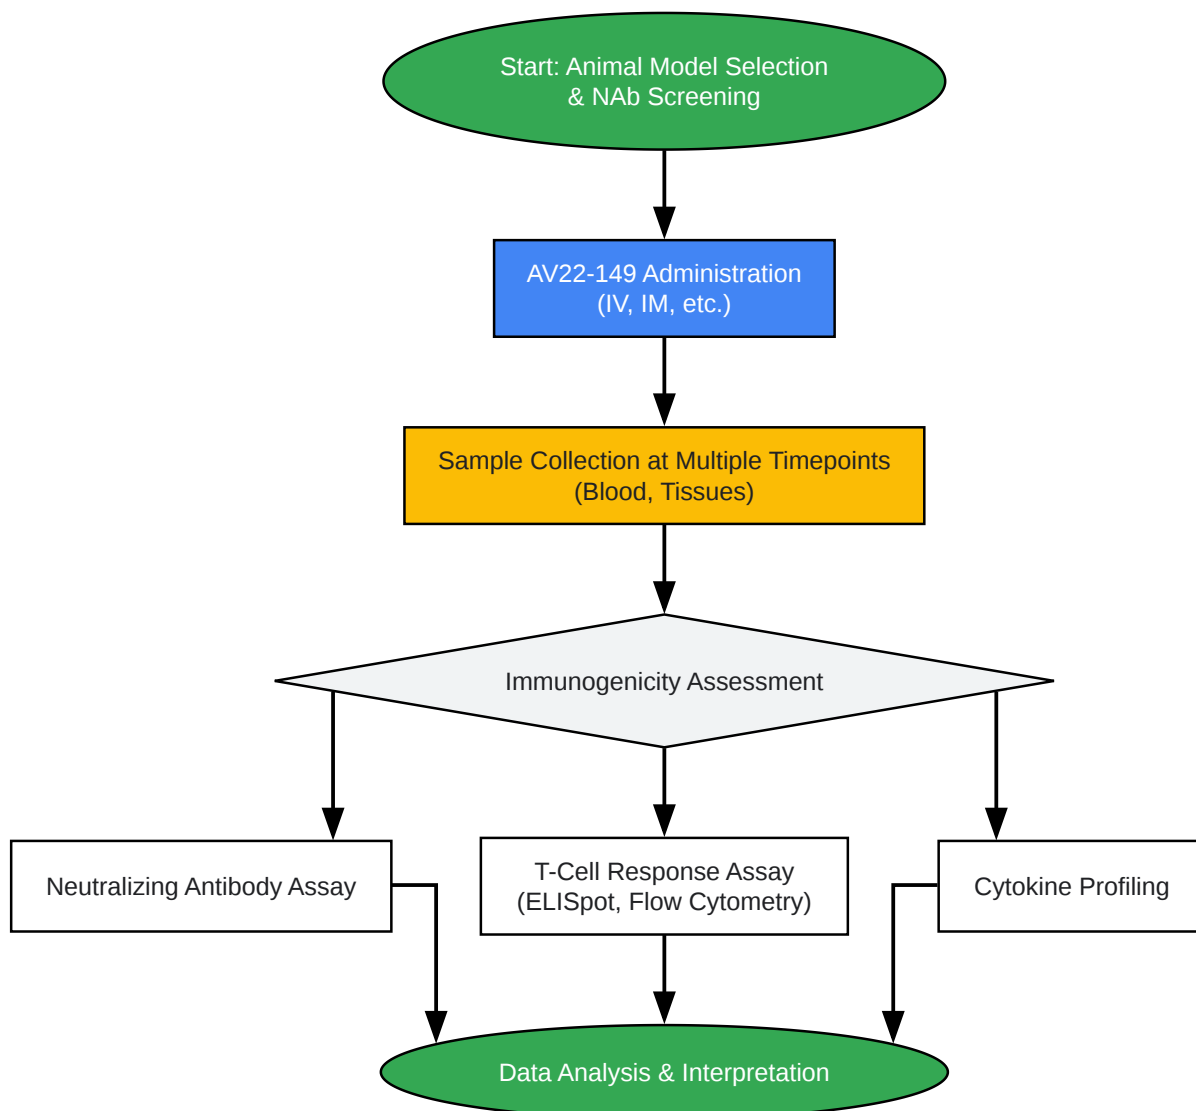 Start: Animal Model Selection
& NAb Screening
AV22-149 Administration
(IV, IM, etc.)
Sample Collection at Multiple Timepoints
(Blood, Tissues)
Immunogenicity Assessment
Neutralizing Antibody Assay
T-Cell Response Assay
(ELISpot, Flow Cytometry)
Cytokine Profiling
Data Analysis & Interpretation